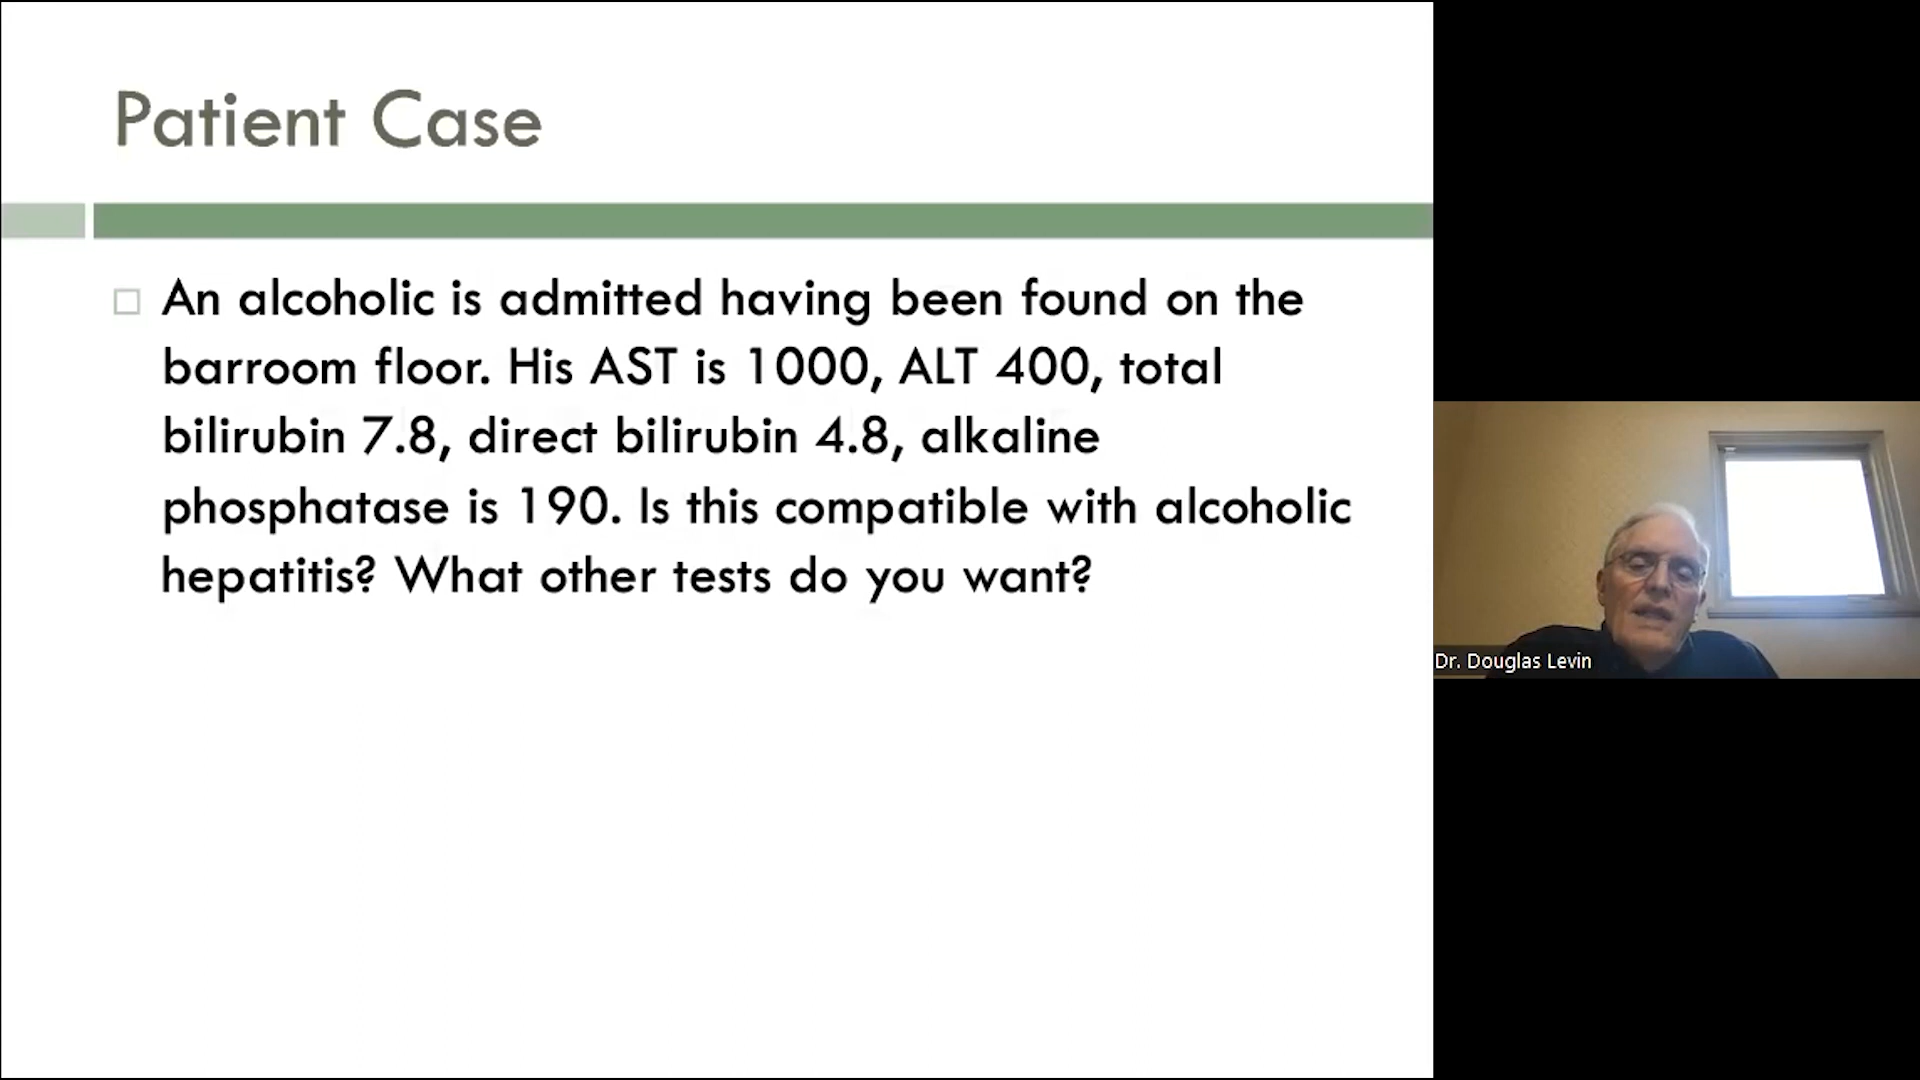 Patient Case
An alcoholic is admitted having been found on the
barroom floor. His AST is 1000, ALT 400, total
bilirubin 7.8, direct bilirubin 4.8, alkaline
phosphatase is 190. Is this compatible with alcoholic
hepatitis? What other tests do you want?
Dr. Douglas Levin